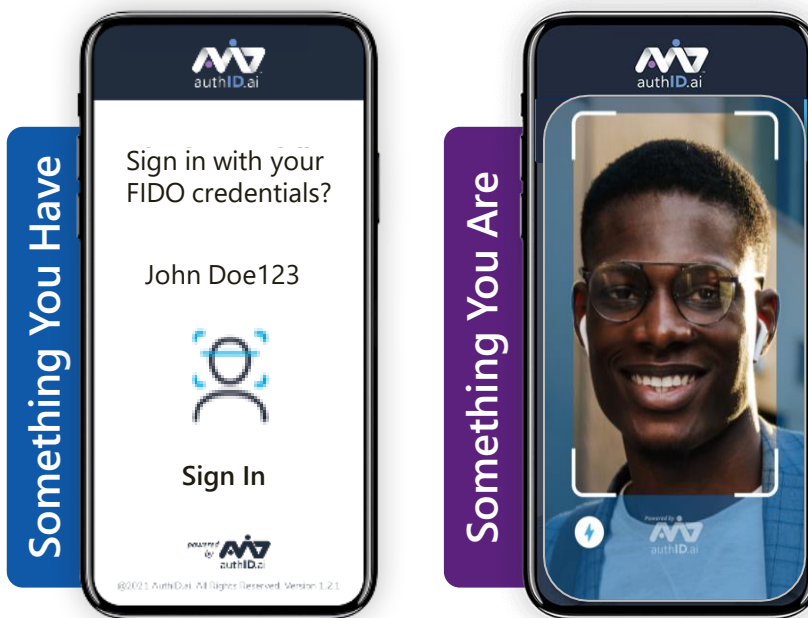 Something You Have
authID.ai
Sign in with your
FIDO credentials?
John Doe123
Sign In
powered
by
authID.ai
@2021 AuthID.ai. All Rights Reserved. Version 1.2.1
Something You Are
authID.ai
Powered by
authID.ai